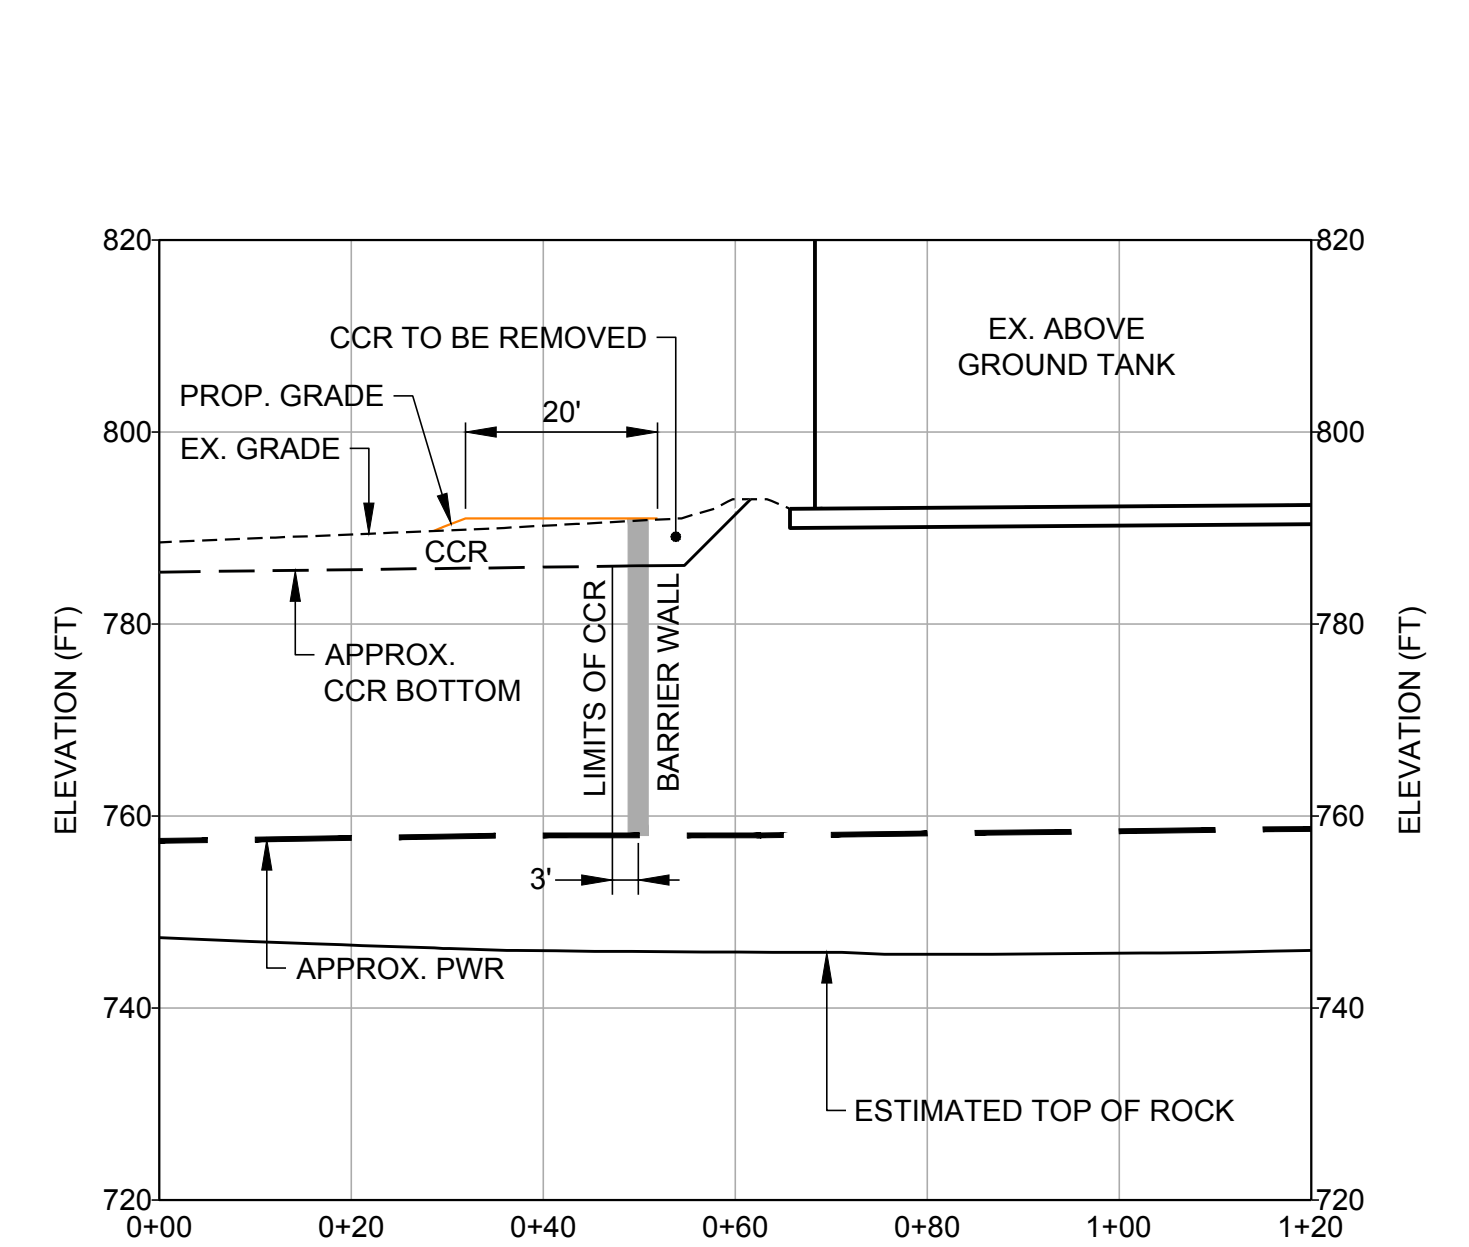 820
820
CCR TO BE REMOVED
EX. ABOVE
GROUND TANK
PROP. GRADE
20'
800
800
EX. GRADE
CCR
LIMITS OF CCR
BARRIER WALL
780
780
APPROX.
CCR BOTTOM
ELEVATION (FT)
ELEVATION (FT)
760
760
3'
APPROX. PWR
740
740
ESTIMATED TOP OF ROCK
720
720
0+00
0+20
0+40
0+60
0+80
1+00
1+20